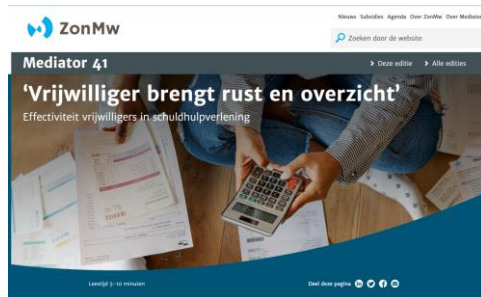 ZonMw
Nieuws Subsidies Agenda Over ZonMw Over Mediator
Zoeken door de website
Mediator 41
Deze editie
Alle edities
‘Vrijwilliger brengt rust en overzicht’
Effectiviteit vrijwilligers in schuldhulpverlening
Leestijd 5–10 minuten
Deel deze pagina